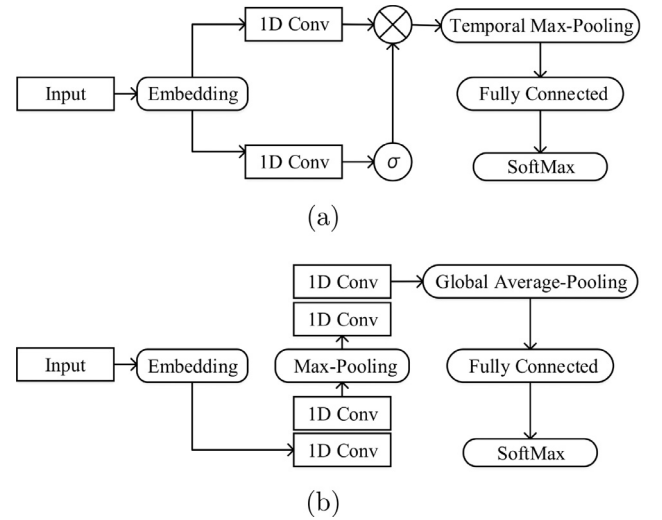 1D Conv
Temporal Max-Pooling
Input
Embedding
Fully Connected
1D Conv
σ
SoftMax
(a)
1D Conv
Global Average-Pooling
1D Conv
Input
Embedding
Max-Pooling
Fully Connected
1D Conv
1D Conv
SoftMax
(b)